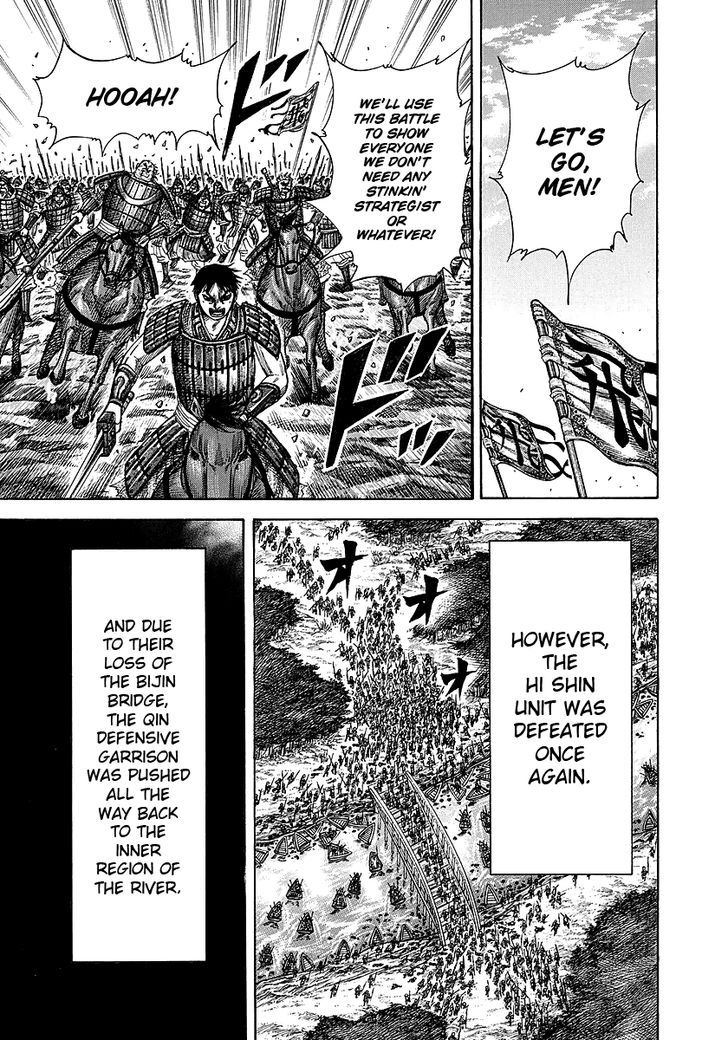 LET'S
GO,
MEN!
飛
WE'LL USE
THIS BATTLE
TO SHOW
EVERYONE
WE DON'T
NEED ANY
STINKIN'
STRATEGIST
OR
WHATEVER!
HOOAH!
ドド
ドド
HOWEVER,
THE
HI SHIN
UNIT WAS
DEFEATED
ONCE
AGAIN.
オオオ
AND DUE
TO THEIR
LOSS OF
THE BIJIN
BRIDGE,
THE QIN
DEFENSIVE
GARRISON
WAS PUSHED
ALL THE
WAY BACK
TO THE
INNER
REGION OF
THE RIVER.